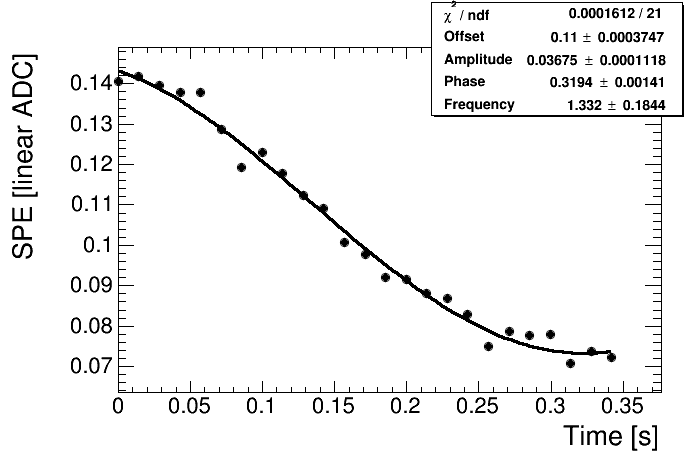 χ² / ndf 0.0001612 / 21
Offset 0.11 ± 0.0003747
Amplitude 0.03675 ± 0.0001118
Phase 0.3194 ± 0.00141
Frequency 1.332 ± 0.1844
SPE [linear ADC]
0.14
0.13
0.12
0.11
0.1
0.09
0.08
0.07
0 0.05 0.1 0.15 0.2 0.25 0.3 0.35
Time [s]